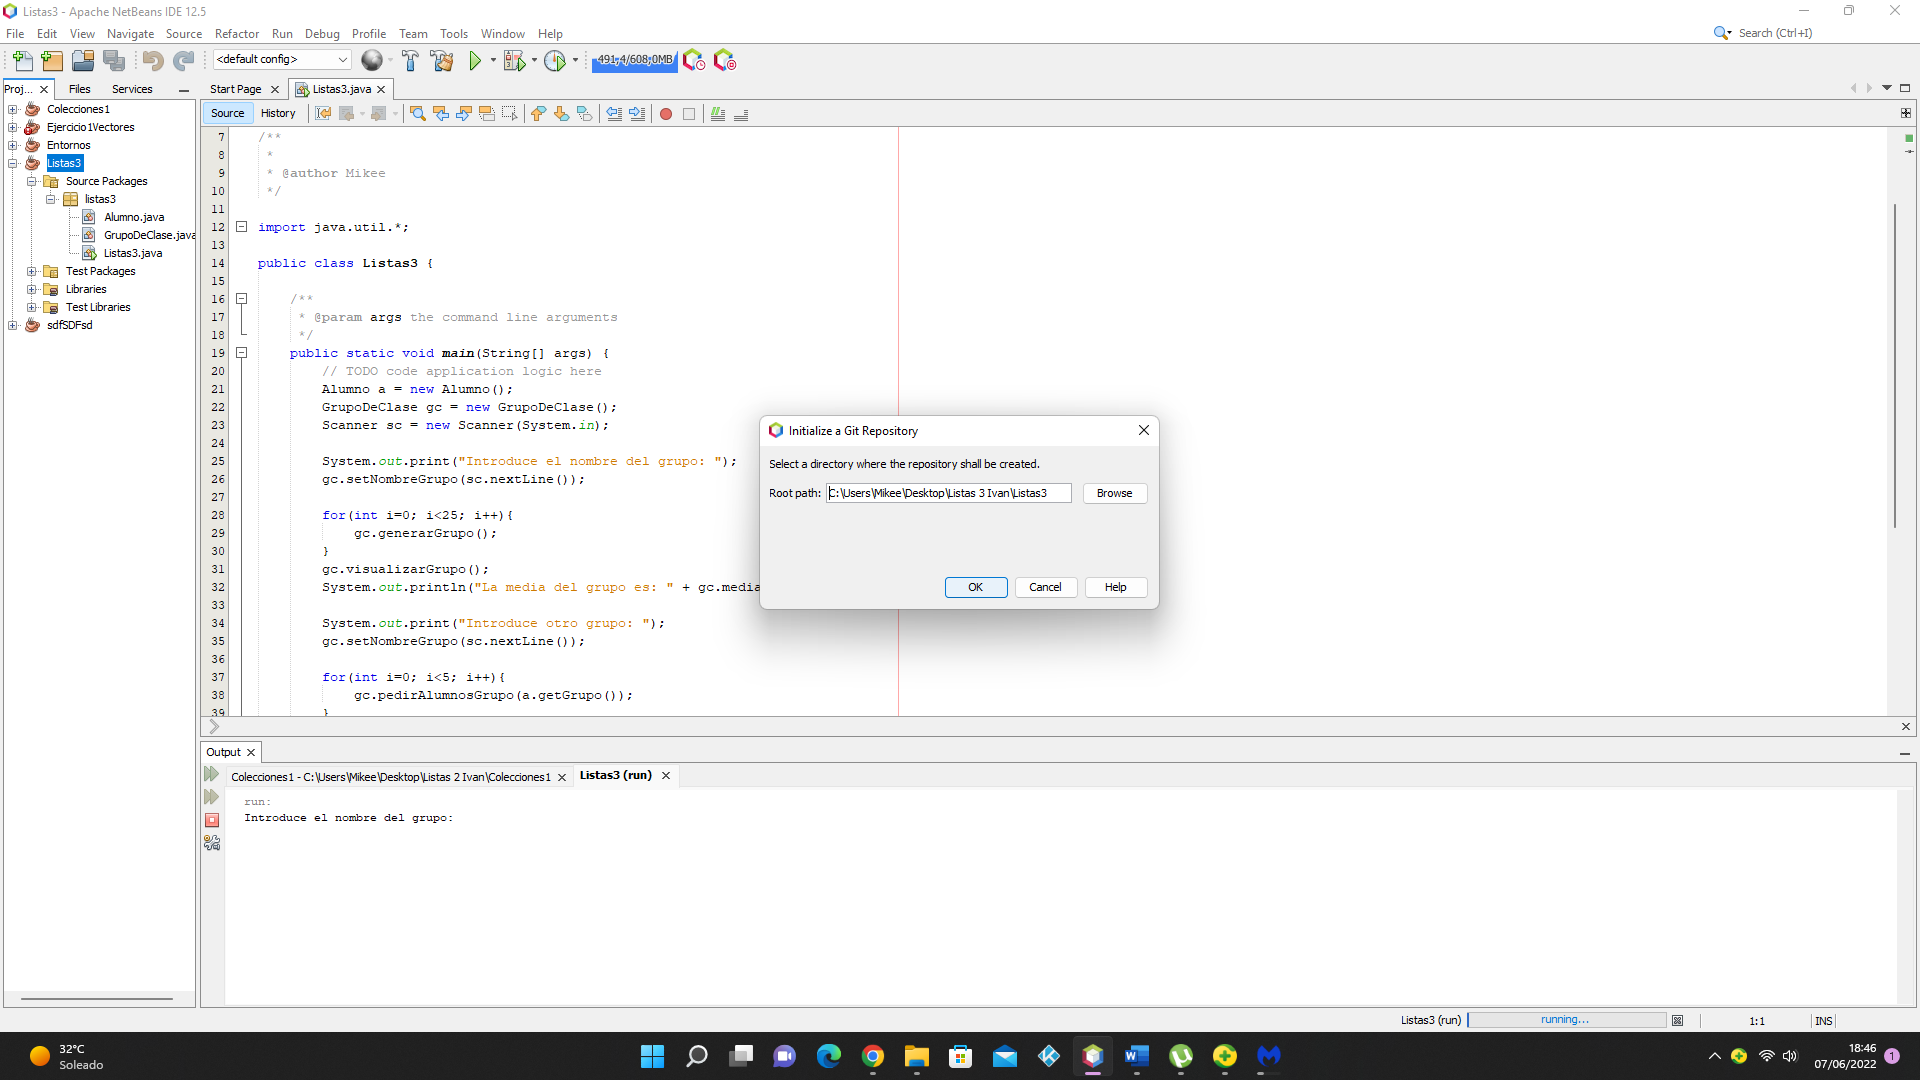 Listas3 - Apache NetBeans IDE 12.5
File Edit View Navigate Source Refactor Run Debug Profile Team Tools Window Help
Search (Ctrl+I)
<default config>
491,4/608,0MB
Proj... Files Services
Start Page Listas3.java
Source History
Colecciones1
Ejercicio1Vectores
Entornos
Listas3
Source Packages
listas3
Alumno.java
GrupoDeClase.java
Listas3.java
Test Packages
Libraries
Test Libraries
sdfSDFsd
7 /**
8 *
9 * @author Mikee
10 */
11
12 import java.util.*;
13
14 public class Listas3 {
15
16 /**
17 * @param args the command line arguments
18 */
19 public static void main(String[] args) {
20 // TODO code application logic here
21 Alumno a = new Alumno();
22 GrupoDeClase gc = new GrupoDeClase();
23 Scanner sc = new Scanner(System.in);
24
25 System.out.print("Introduce el nombre del grupo: ");
26 gc.setNombreGrupo(sc.nextLine());
27
28 for(int i=0; i<25; i++){
29 gc.generarGrupo();
30 }
31 gc.visualizarGrupo();
32 System.out.println("La media del grupo es: " + gc.media
33
34 System.out.print("Introduce otro grupo: ");
35 gc.setNombreGrupo(sc.nextLine());
36
37 for(int i=0; i<5; i++){
38 gc.pedirAlumnosGrupo(a.getGrupo());
39 }
Initialize a Git Repository
Select a directory where the repository shall be created.
Root path: C:\Users\Mikee\Desktop\Listas 3 Ivan\Listas3 Browse
OK Cancel Help
Output
Colecciones1 - C:\Users\Mikee\Desktop\Listas 2 Ivan\Colecciones1 Listas3 (run)
run:
Introduce el nombre del grupo:
Listas3 (run) running... 1:1 INS
32°C
Soleado
18:46
07/06/2022
1